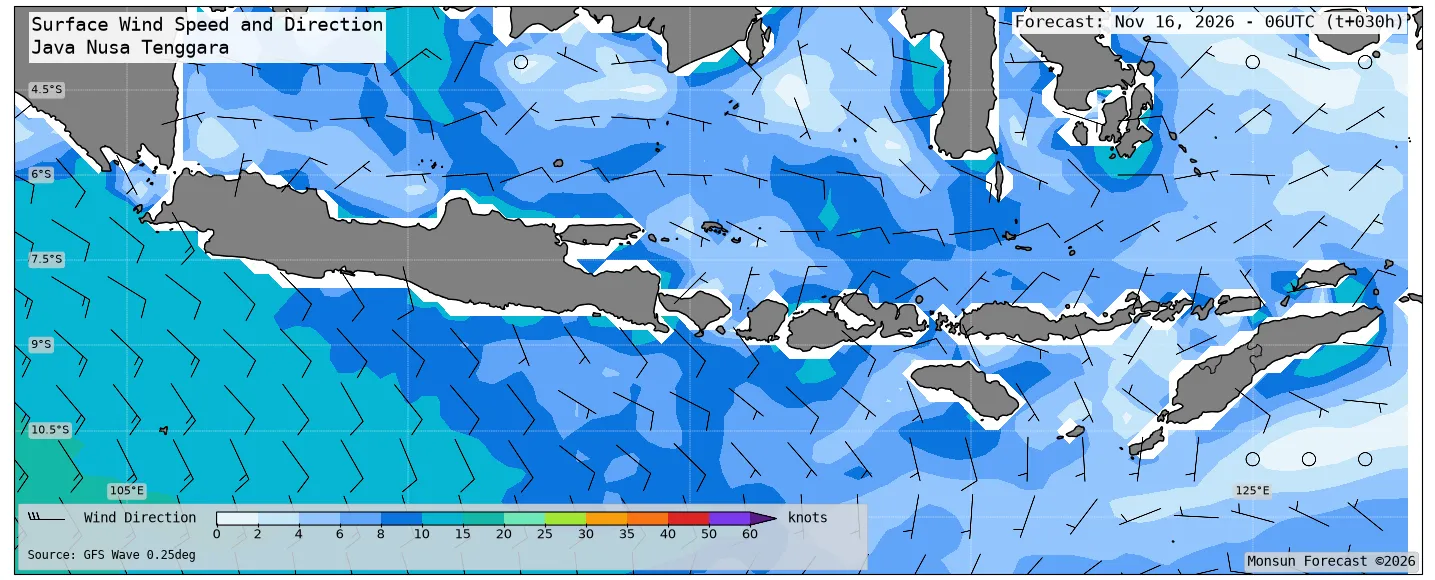 Surface Wind Speed and Direction
Java Nusa Tenggara
Forecast: Nov 16, 2026 - 06UTC (t+030h)
4.5°S
6°S
7.5°S
9°S
10.5°S
105°E
125°E
Wind Direction
knots
0 2 4 6 8 10 15 20 25 30 35 40 50 60
Source: GFS Wave 0.25deg
Monsun Forecast ©2026